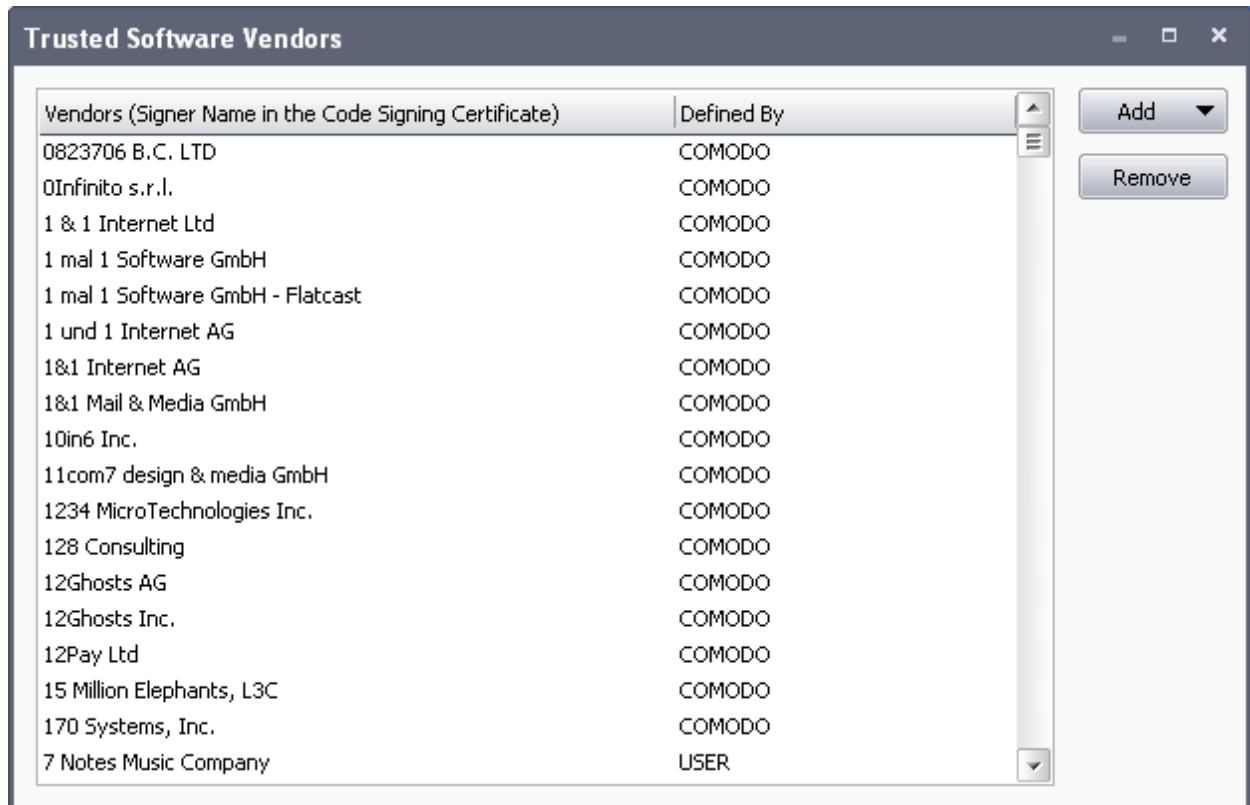 Trusted Software Vendors
Vendors (Signer Name in the Code Signing Certificate) Defined By
Add
0823706 B.C. LTD COMODO
0Infinito s.r.l. COMODO
Remove
1 & 1 Internet Ltd COMODO
1 mal 1 Software GmbH COMODO
1 mal 1 Software GmbH - Flatcast COMODO
1 und 1 Internet AG COMODO
1&1 Internet AG COMODO
1&1 Mail & Media GmbH COMODO
10in6 Inc. COMODO
11com7 design & media GmbH COMODO
1234 MicroTechnologies Inc. COMODO
128 Consulting COMODO
12Ghosts AG COMODO
12Ghosts Inc. COMODO
12Pay Ltd COMODO
15 Million Elephants, L3C COMODO
170 Systems, Inc. COMODO
7 Notes Music Company USER